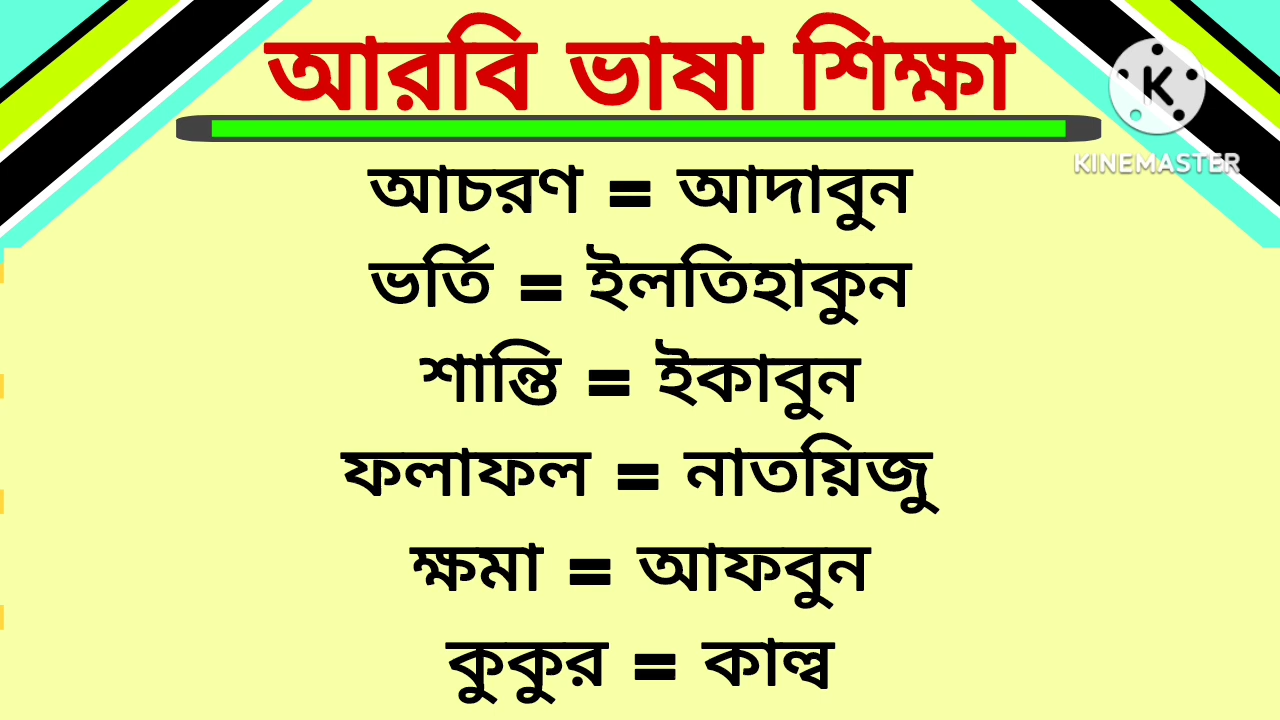 আরবি ভাষা শিক্ষা
K
KINEMASTER
আচরণ = আদাবুন
ভর্তি = ইলতিহাকুন
শান্তি = ইকাবুন
ফলাফল = নাতয়িজু
ক্ষমা = আফবুন
কুকুর = কাল্ব